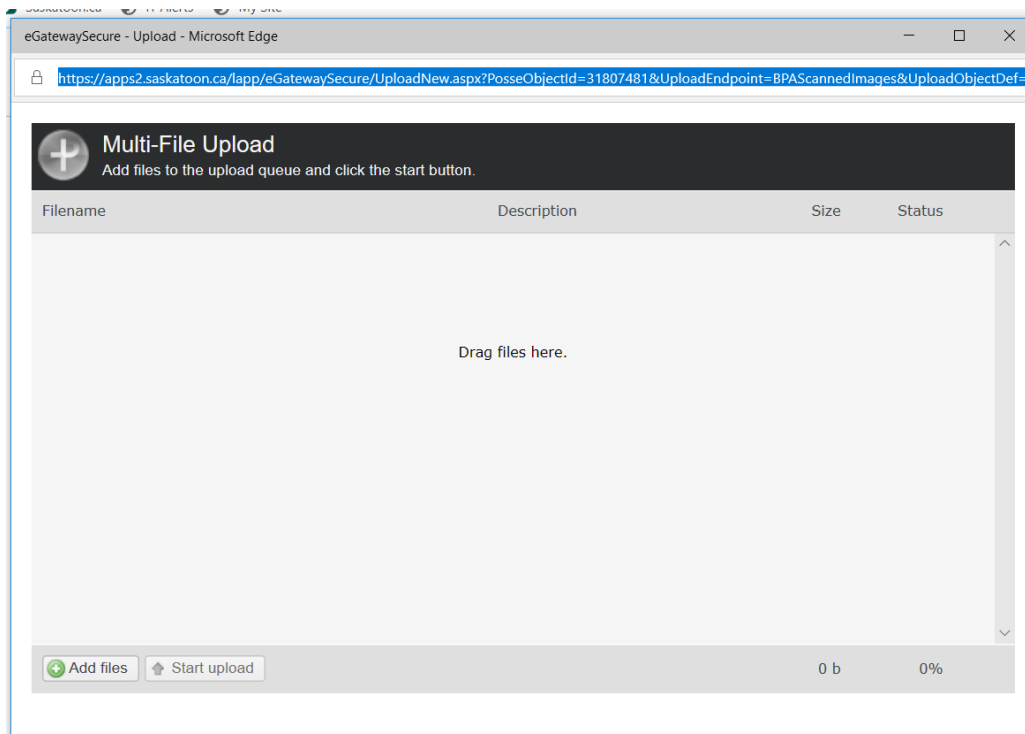 eGatewaySecure - Upload - Microsoft Edge
https://apps2.saskatoon.ca/lapp/eGatewaySecure/UploadNew.aspx?PosseObjectId=31807481&UploadEndpoint=BPAScannedImages&UploadObjectDef=
Multi-File Upload
Add files to the upload queue and click the start button.
Filename Description Size Status
Drag files here.
Add files Start upload 0 b 0%